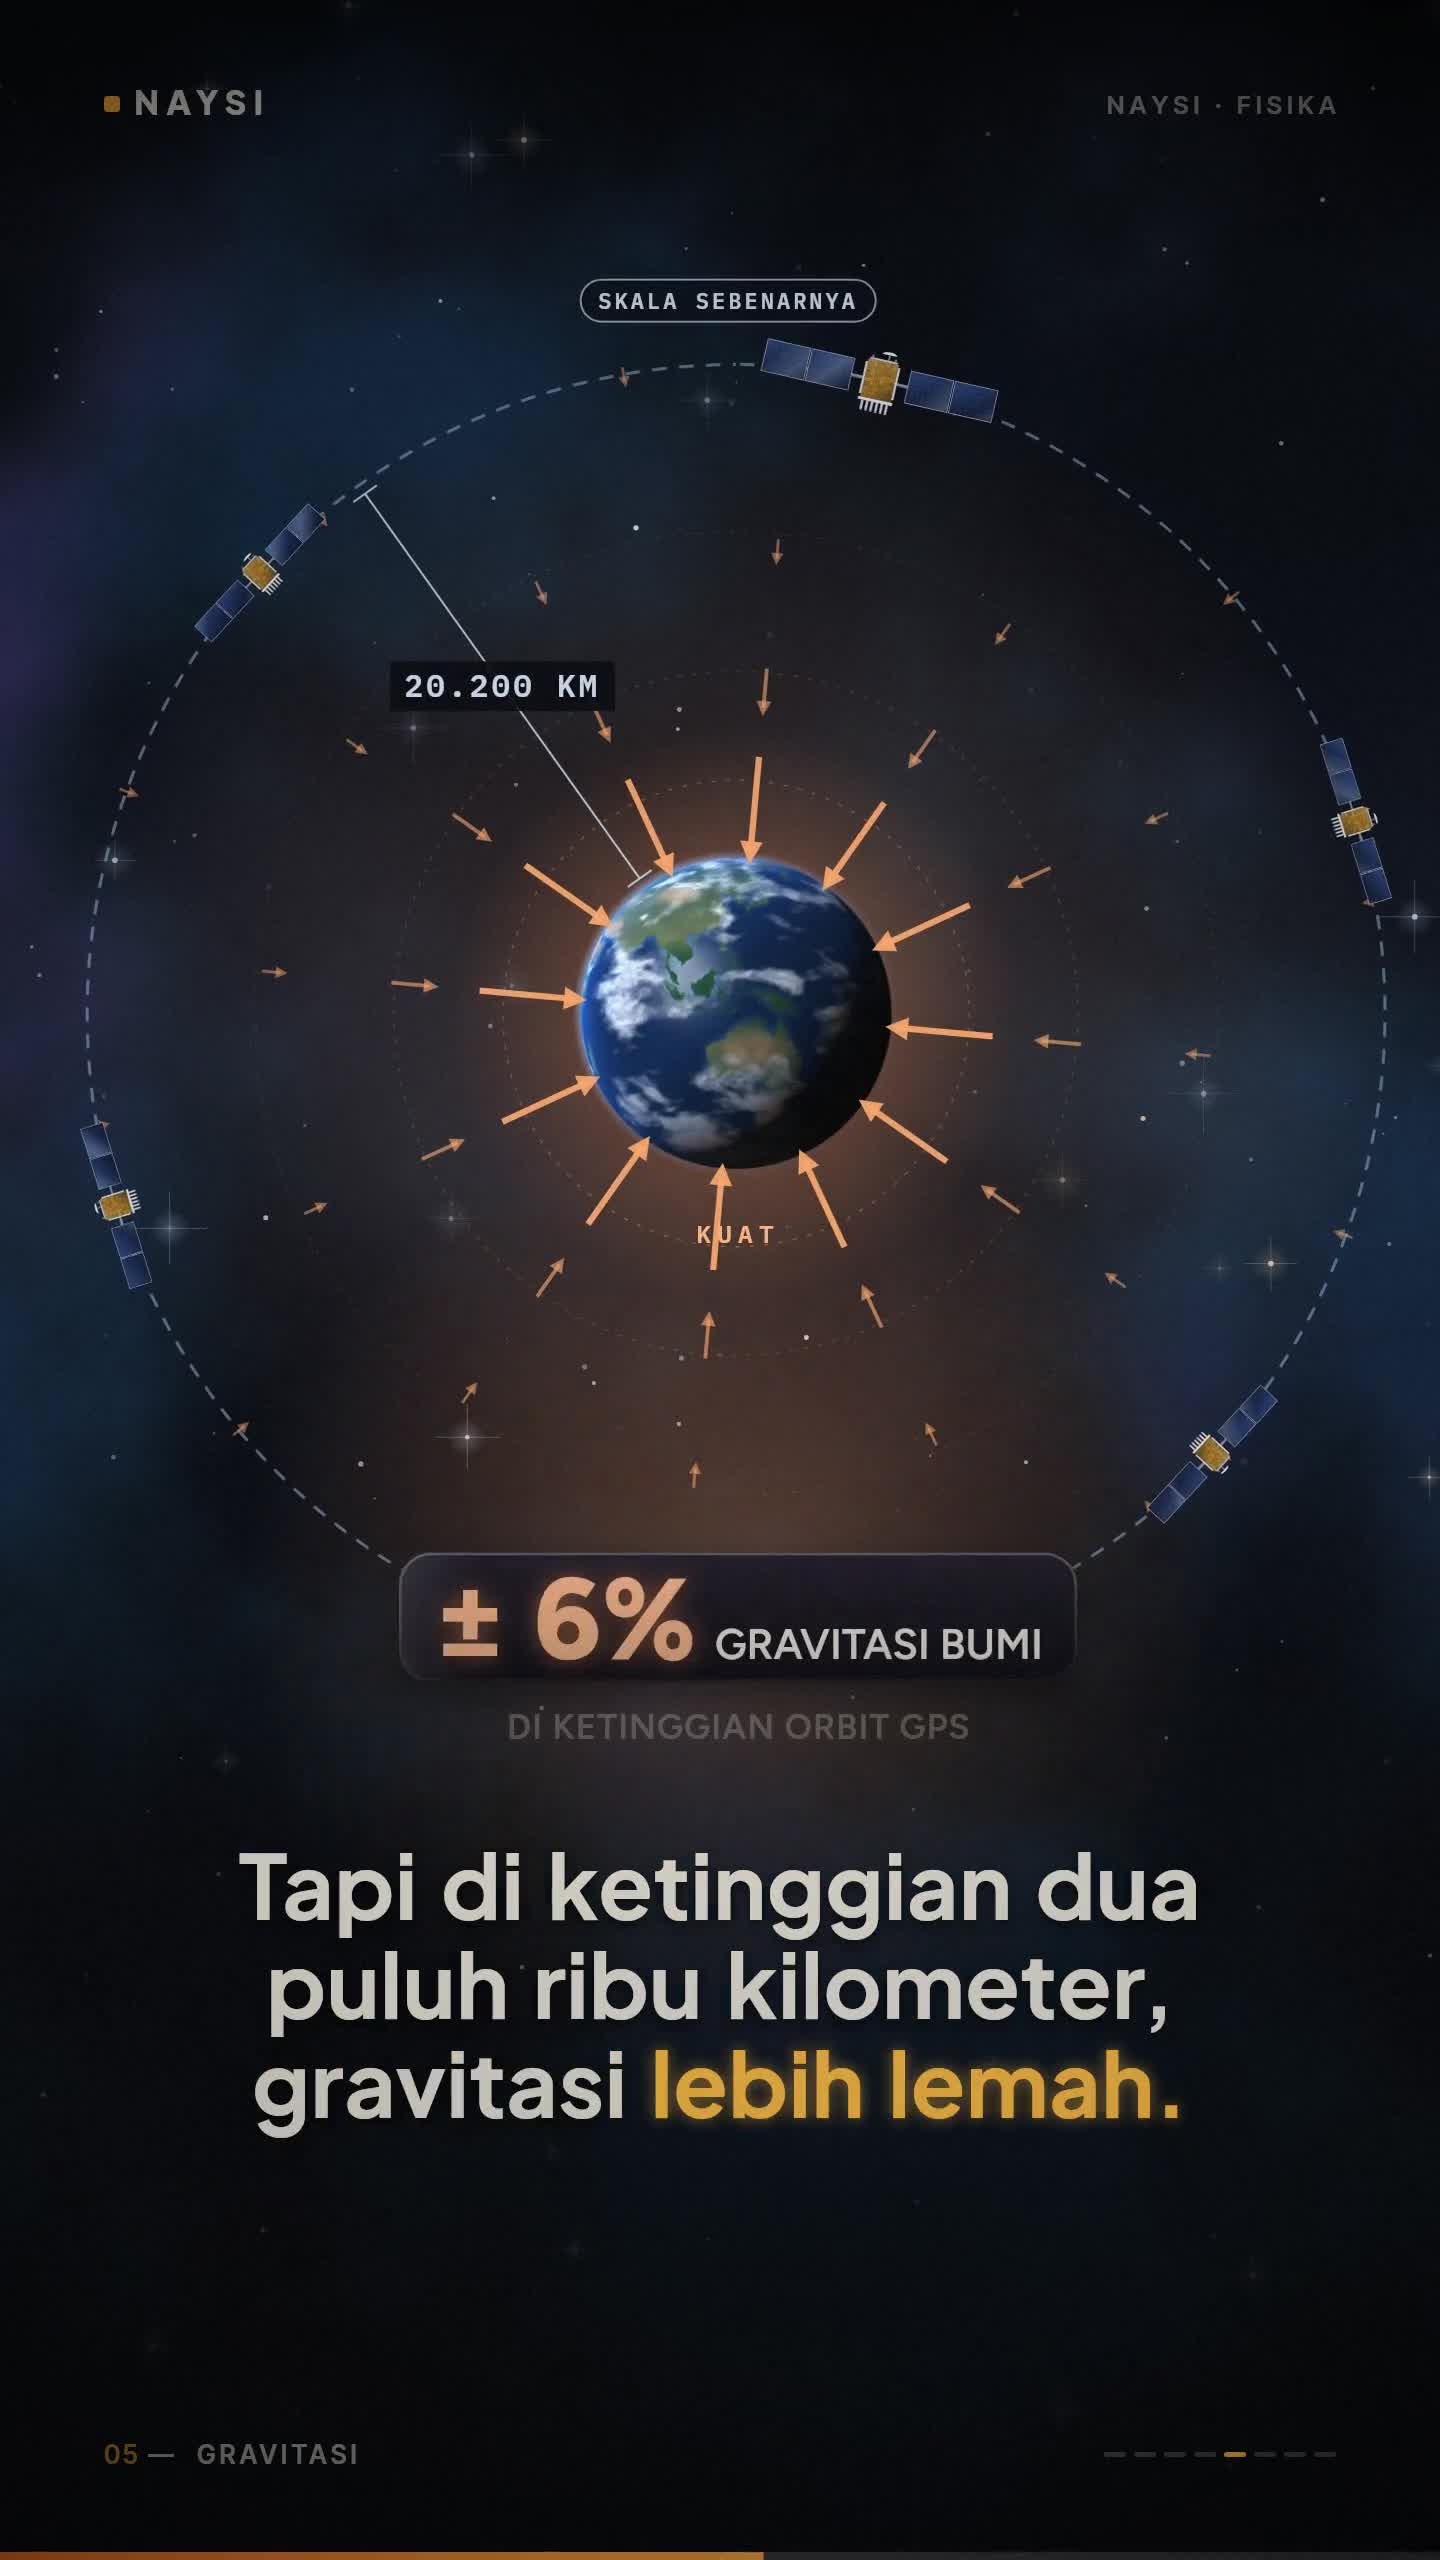 NAYSI
NAYSI · FISIKA
SKALA SEBENARNYA
20.200 KM
KUAT
± 6% GRAVITASI BUMI
DI KETINGGIAN ORBIT GPS
Tapi di ketinggian dua
puluh ribu kilometer,
gravitasi lebih lemah.
05 — GRAVITASI